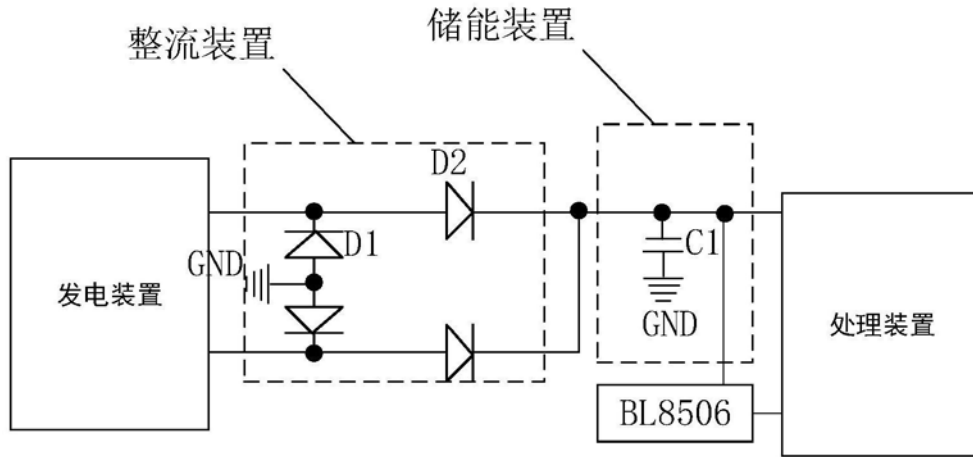 储能装置
整流装置
D2
D1
GND
C1
GND
发电装置
处理装置
BL8506